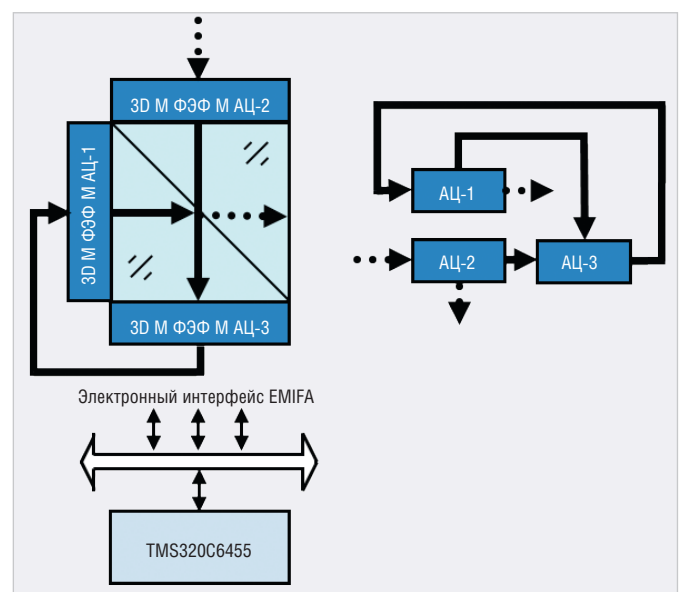 3D М ФЭФ М АЦ-2
3D М ФЭФ М АЦ-1
3D М ФЭФ М АЦ-3
АЦ-1
АЦ-2
АЦ-3
Электронный интерфейс EMIFA
TMS320C6455